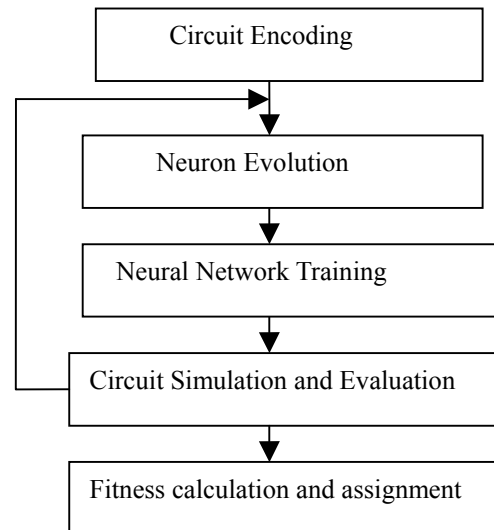 Circuit Encoding
Neuron Evolution
Neural Network Training
Circuit Simulation and Evaluation
Fitness calculation and assignment